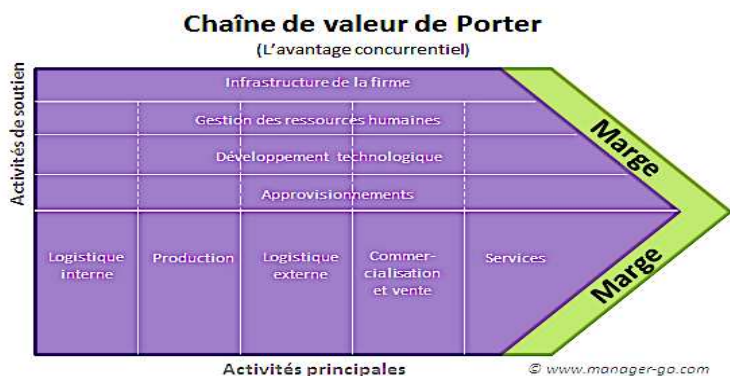 Chaîne de valeur de Porter
(L'avantage concurrentiel)
Activités de soutien
Infrastructure de la firme
Gestion des ressources humaines
Développement technologique
Approvisionnements
Marge
Logistique
interne
Production
Logistique
externe
Commer-
cialisation
et vente
Services
Marge
Activités principales
© www.manager-go.com